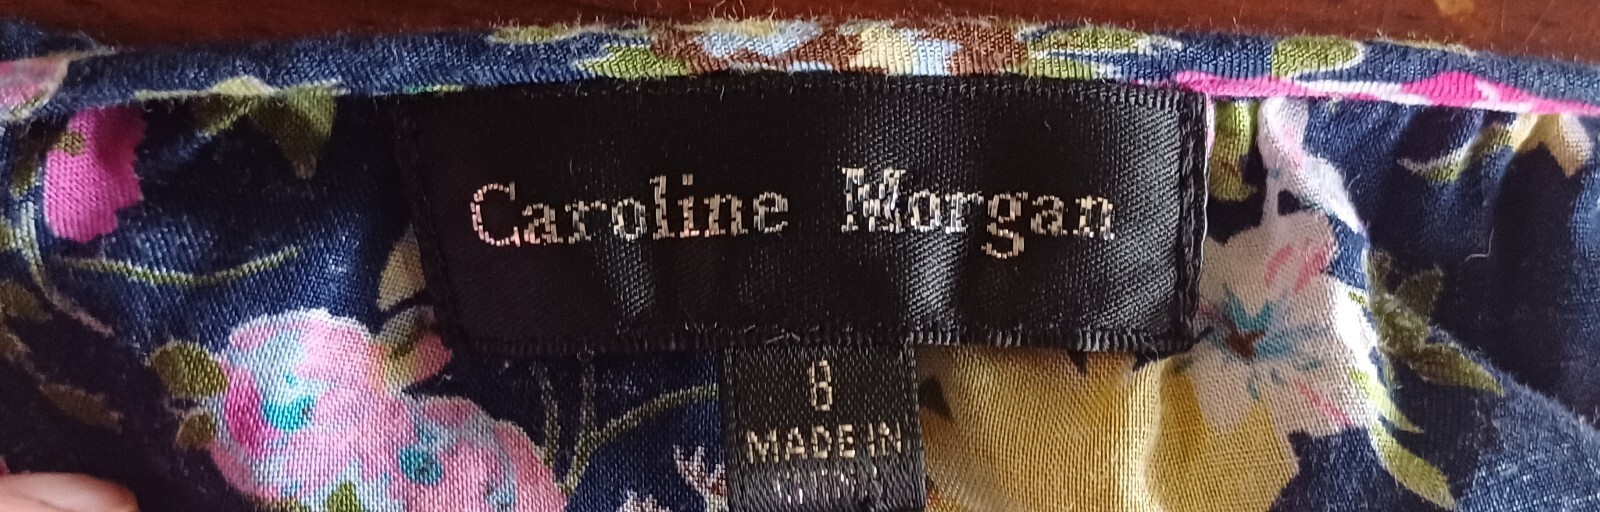 Caroline Morgan
8
MADE IN